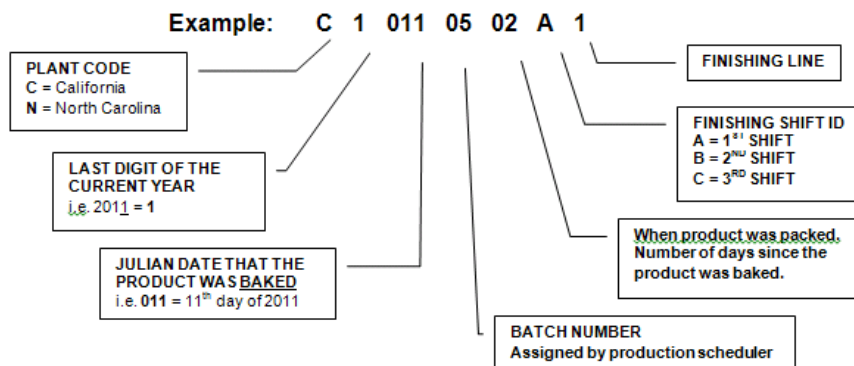 Example: C 1 011 05 02 A 1
PLANT CODE
C = California
N = North Carolina
FINISHING LINE
FINISHING SHIFT ID
A = 1ST SHIFT
B = 2ND SHIFT
C = 3RD SHIFT
LAST DIGIT OF THE
CURRENT YEAR
i.e. 2011 = 1
When product was packed.
Number of days since the
product was baked.
JULIAN DATE THAT THE
PRODUCT WAS BAKED
i.e. 011 = 11th day of 2011
BATCH NUMBER
Assigned by production scheduler